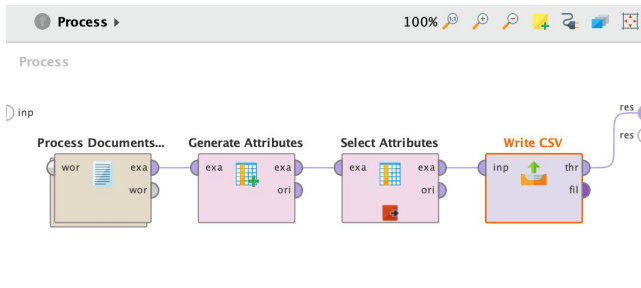 Process
100%
Process
inp
res
res
Process Documents... Generate Attributes Select Attributes Write CSV
wor exa exa exa exa exa inp thr
wor ori ori fil